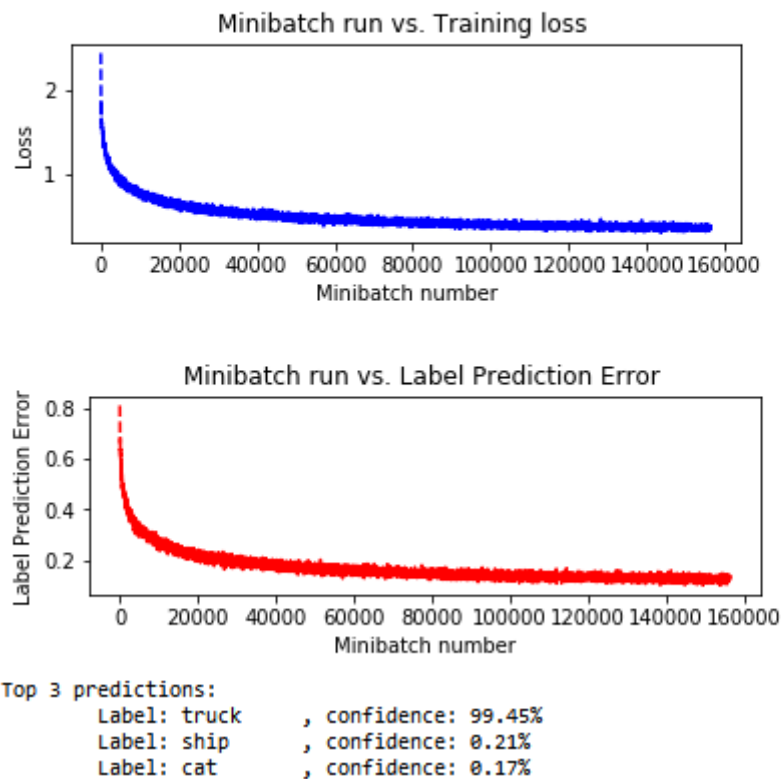 Minibatch run vs. Training loss
2
1
Loss
0 20000 40000 60000 80000 100000 120000 140000 160000
Minibatch number
Minibatch run vs. Label Prediction Error
0.8
0.6
0.4
0.2
Label Prediction Error
0 20000 40000 60000 80000 100000 120000 140000 160000
Minibatch number
Top 3 predictions:
Label: truck , confidence: 99.45%
Label: ship , confidence: 0.21%
Label: cat , confidence: 0.17%